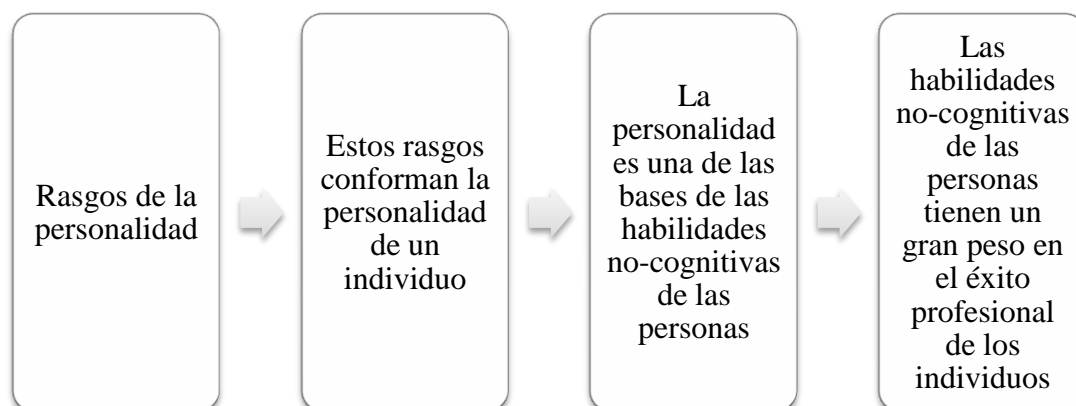 Rasgos de la
personalidad
Estos rasgos
conforman la
personalidad
de un
individuo
La
personalidad
es una de las
bases de las
habilidades
no-cognitivas
de las
personas
Las
habilidades
no-cognitivas
de las
personas
tienen un
gran peso en
el éxito
profesional
de los
individuos